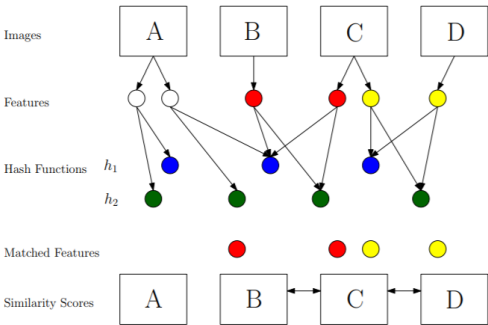 Images A B C D
Features
Hash Functions h₁
h₂
Matched Features
Similarity Scores A B C D